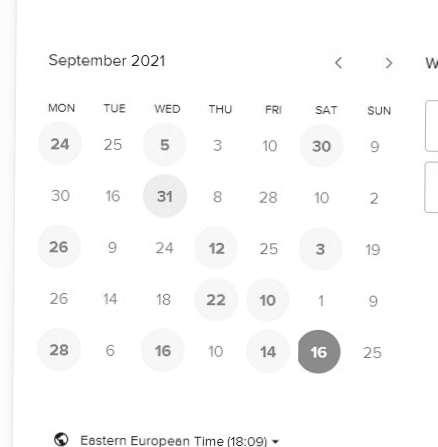 September 2021
W
MON TUE WED THU FRI SAT SUN
24 25 5 3 10 30 9
30 16 31 8 28 10 2
26 9 24 12 25 3 19
26 14 18 22 10 1 9
28 6 16 10 14 16 25
Eastern European Time (18:09)